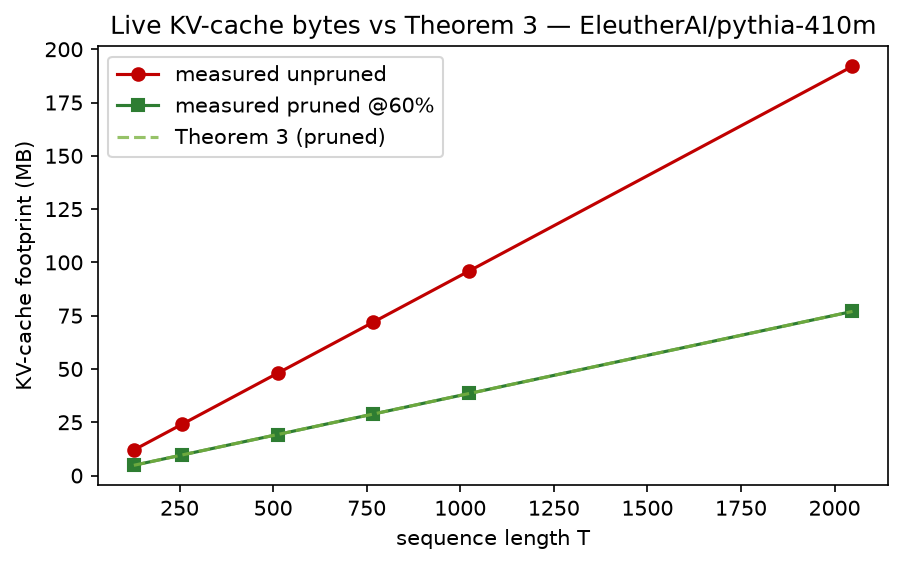 Live KV-cache bytes vs Theorem 3 — EleutherAI/pythia-410m
measured unpruned
measured pruned @60%
Theorem 3 (pruned)
KV-cache footprint (MB)
200
175
150
125
100
75
50
25
0
250 500 750 1000 1250 1500 1750 2000
sequence length T